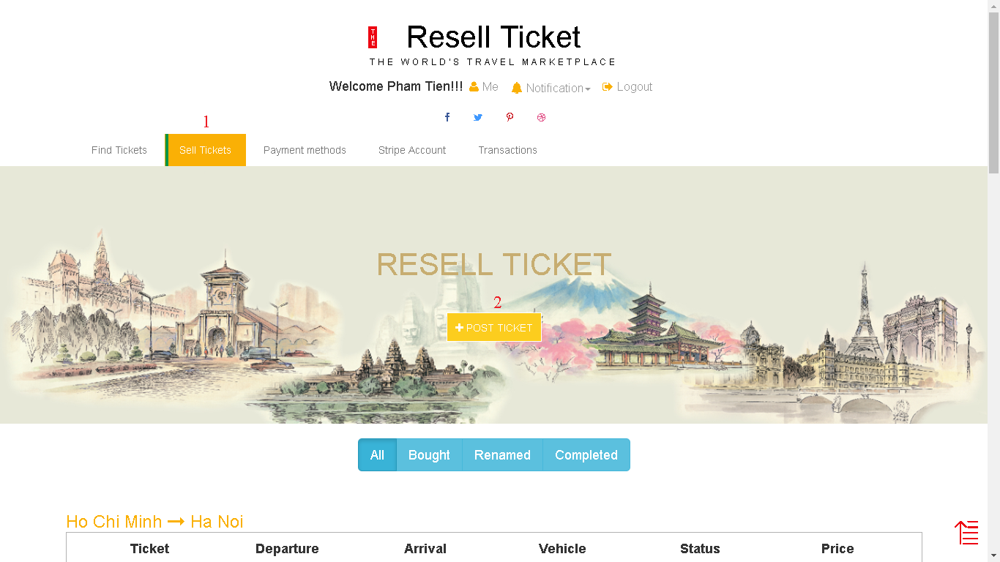 THE
Resell Ticket
THE WORLD'S TRAVEL MARKETPLACE
Welcome Pham Tien!!! Me Notification Logout
1
Find Tickets Sell Tickets Payment methods Stripe Account Transactions
RESELL TICKET
2
POST TICKET
All Bought Renamed Completed
Ho Chi Minh → Ha Noi
Ticket Departure Arrival Vehicle Status Price